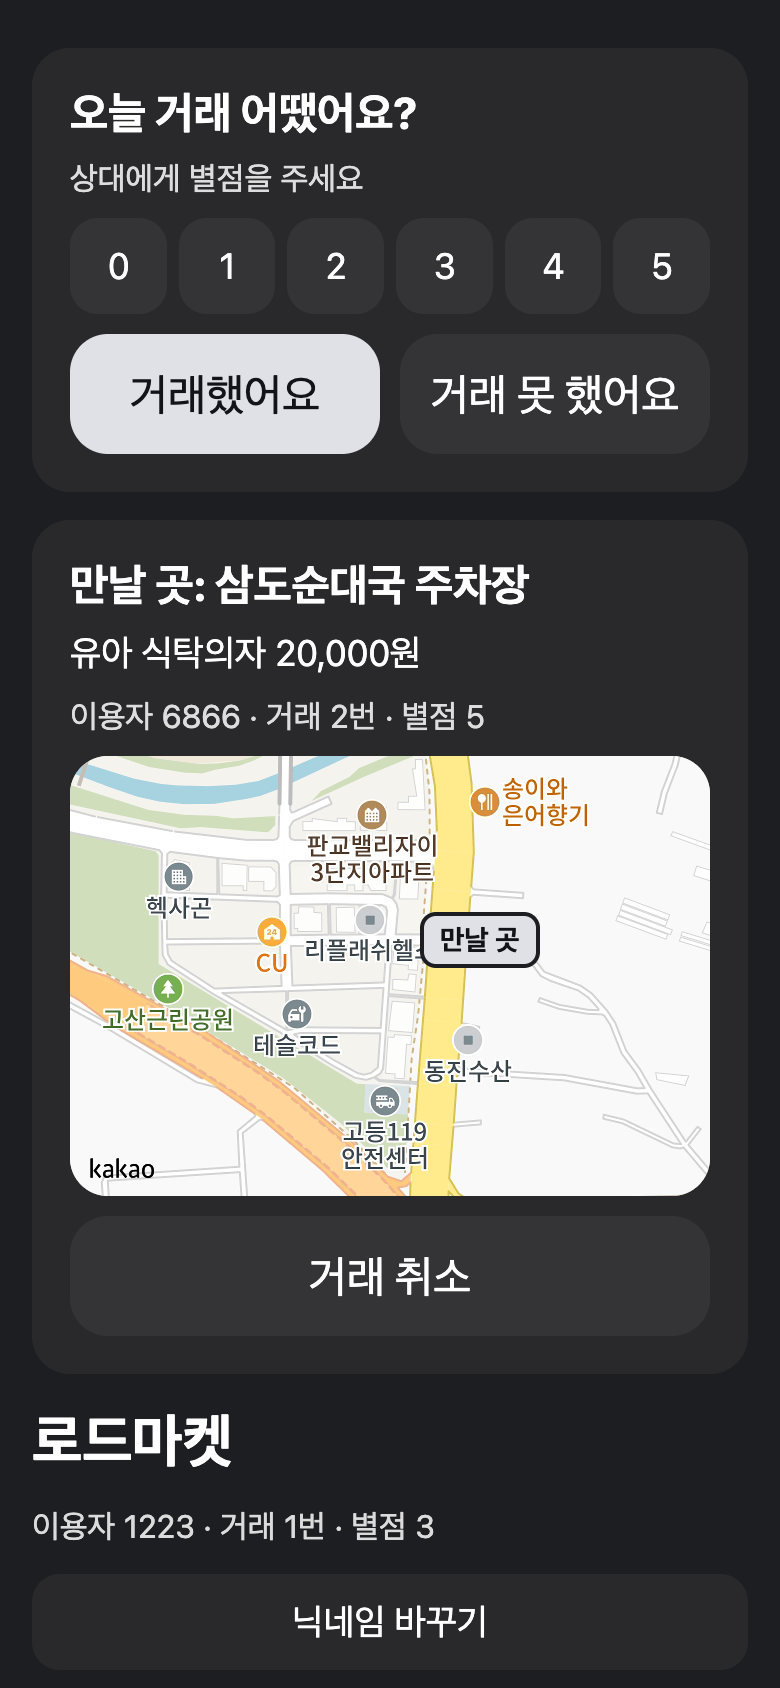 오늘 거래 어땠어요?
상대에게 별점을 주세요
0 1 2 3 4 5
거래했어요 거래 못 했어요
만날 곳: 삼도순대국 주차장
유아 식탁의자 20,000원
이용자 6866 · 거래 2번 · 별점 5
송이와
은어향기
판교밸리자이
3단지아파트
헥사곤
24
CU
리플래쉬헬스
만날 곳
고산근린공원
테슬코드
동진수산
고등119
안전센터
kakao
거래 취소
로드마켓
이용자 1223 · 거래 1번 · 별점 3
닉네임 바꾸기